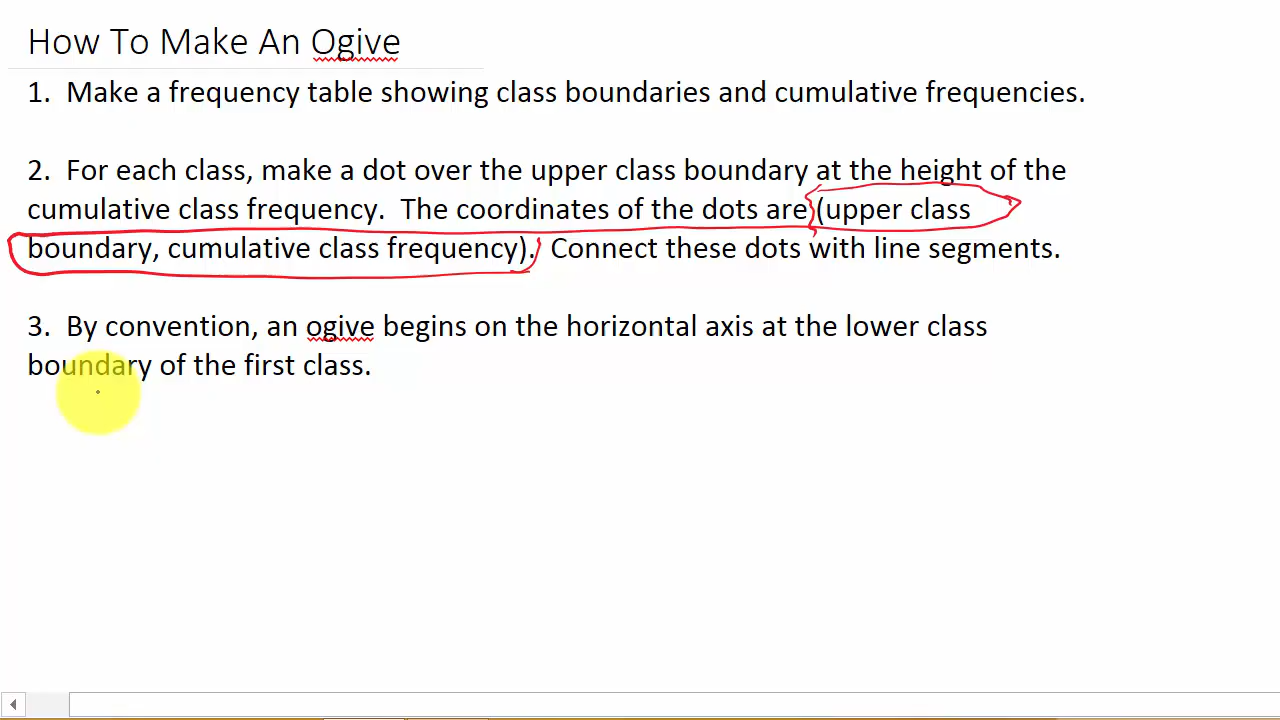 How To Make An Ogive
1. Make a frequency table showing class boundaries and cumulative frequencies.
2. For each class, make a dot over the upper class boundary at the height of the
cumulative class frequency. The coordinates of the dots are (upper class
boundary, cumulative class frequency). Connect these dots with line segments.
3. By convention, an ogive begins on the horizontal axis at the lower class
boundary of the first class.